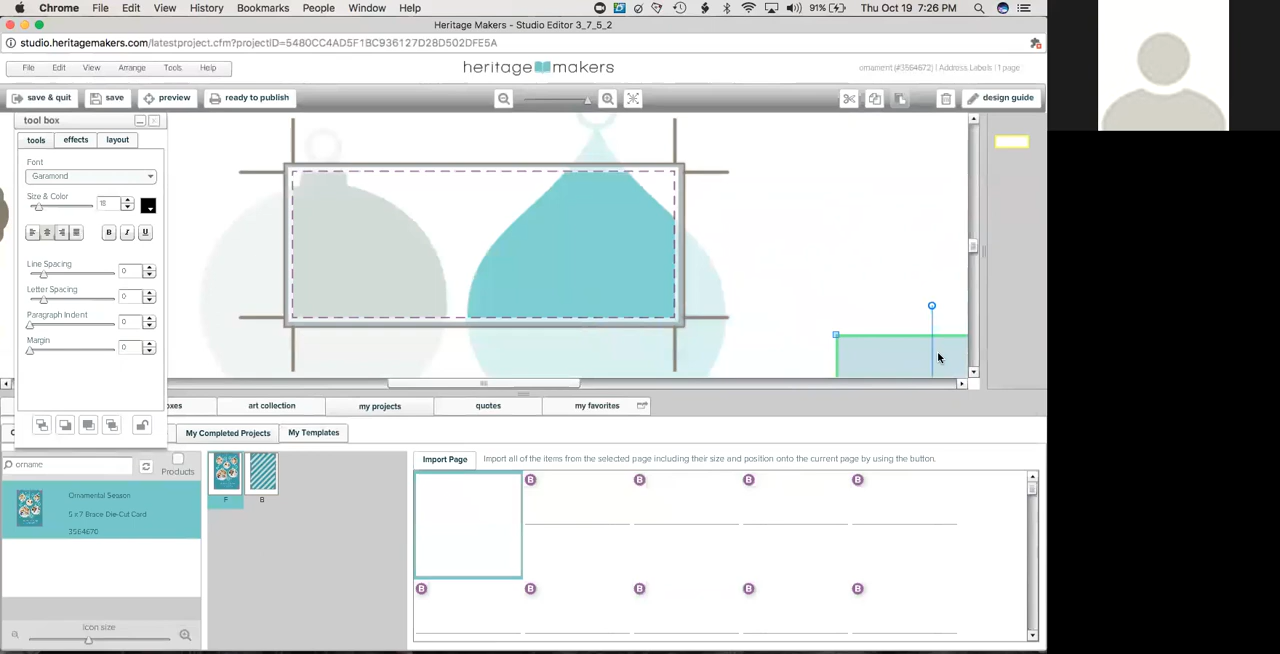 Chrome File Edit View History Bookmarks People Window Help 91% Thu Oct 19 7:26 PM
Heritage Makers - Studio Editor 3_7_5_2
studio.heritagemakers.com/latestproject.cfm?projectID=5480CC4AD5F1BC936127D28D502DFE5A
File Edit View Arrange Tools Help
heritage makers
ornament (#3564672) | Address Labels | 1 page
save & quit save preview ready to publish design guide
tool box
tools effects layout
Font
Garamond
Size & Color
18
B I U
Line Spacing
0
Letter Spacing
0
Paragraph Indent
0
Margin
0
oxes art collection my projects quotes my favorites
My Completed Projects My Templates
orname
Products
Import Page Import all of the items from the selected page including their size and position onto the current page by using the button.
Ornamental Season
5 x 7 Brace Die-Cut Card
3564670
F B
B B B B
B B B B B
Icon size